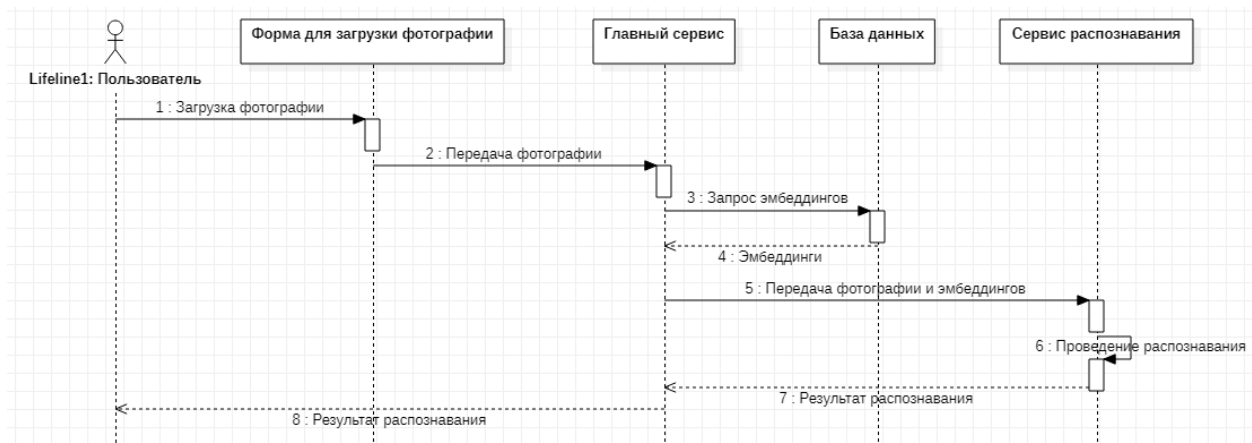 Форма для загрузки фотографии
Главный сервис
База данных
Сервис распознавания
Lifeline1: Пользователь
1 : Загрузка фотографии
2 : Передача фотографии
3 : Запрос эмбеддингов
4 : Эмбеддинги
5 : Передача фотографии и эмбеддингов
6 : Проведение распознавания
7 : Результат распознавания
8 : Результат распознавания